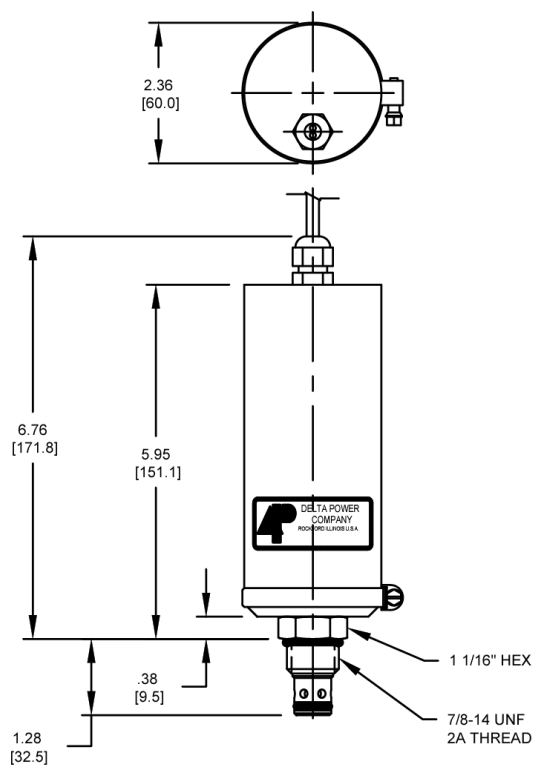 2.36
[60.0]
6.76
[171.8]
5.95
[151.1]
4P DELTA POWER
COMPANY
ROCKFORD ILLINOIS U.S.A.
.38
[9.5]
1 1/16" HEX
1.28
[32.5]
7/8-14 UNF
2A THREAD